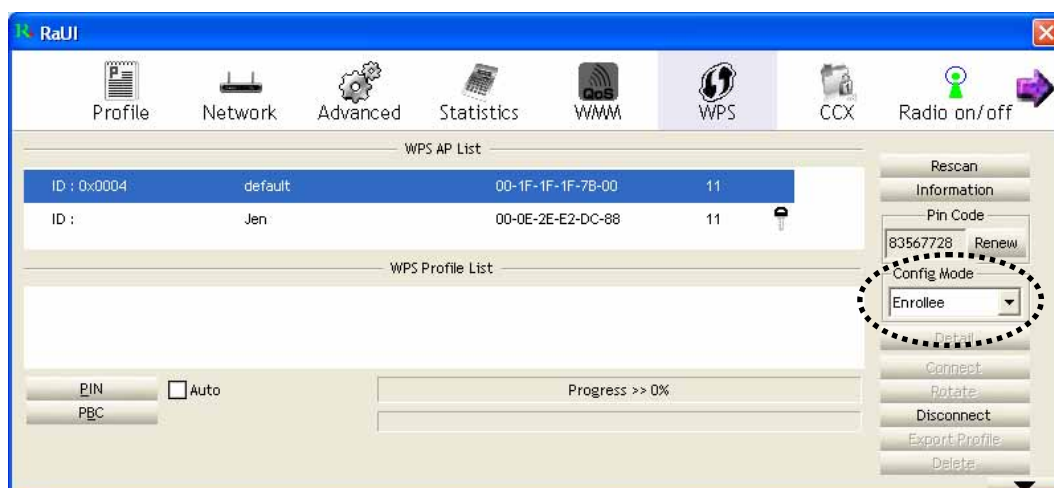 RaUI
Profile Network Advanced Statistics QoS WMM WPS CCX Radio on/off
WPS AP List
ID : 0x0004 default 00-1F-1F-1F-7B-00 11
ID : Jen 00-0E-2E-E2-DC-88 11
WPS Profile List
PIN Auto Progress >> 0%
PBC
Rescan
Information
Pin Code
83567728 Renew
Config Mode
Enrollee
Detail
Connect
Rotate
Disconnect
Export Profile
Delete